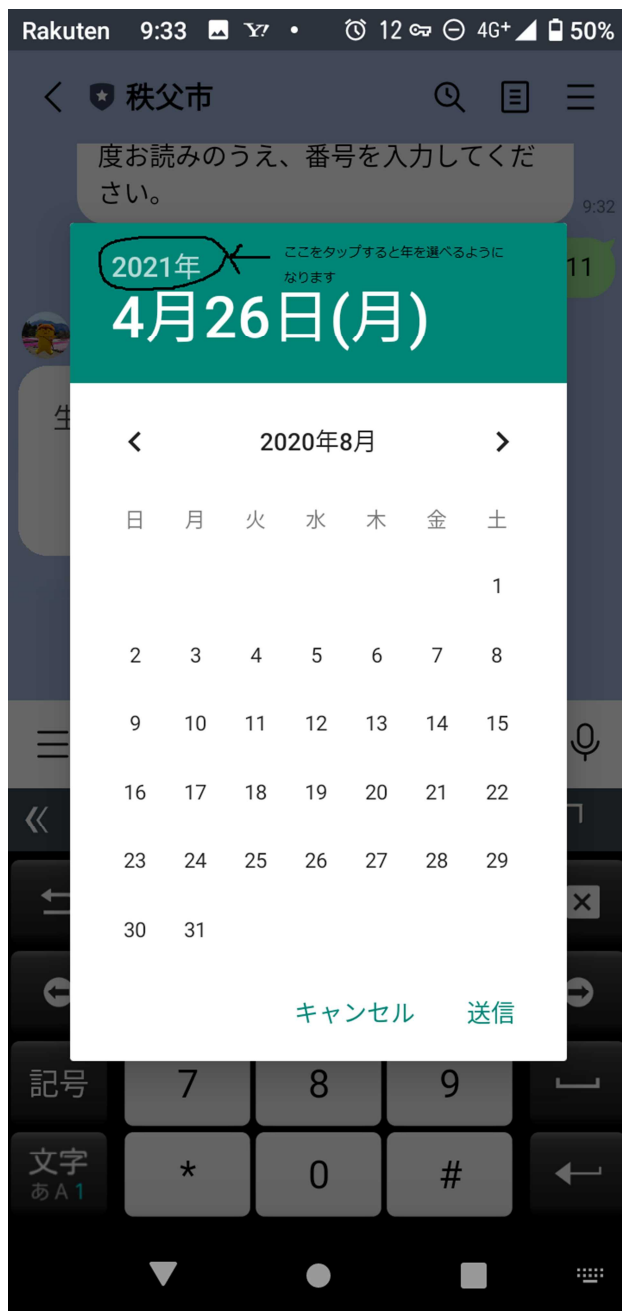 Rakuten 9:33 Y! 12 4G+ 50%
秩父市
度お読みのうえ、番号を入力してくだ
さい。
9:32
11
2021年
ここをタップすると年を選べるように
なります
4月26日(月)
生
2020年8月
日 月 火 水 木 金 土
1
2 3 4 5 6 7 8
9 10 11 12 13 14 15
16 17 18 19 20 21 22
23 24 25 26 27 28 29
30 31
キャンセル 送信
記号 7 8 9
文字 * 0 #
あA1